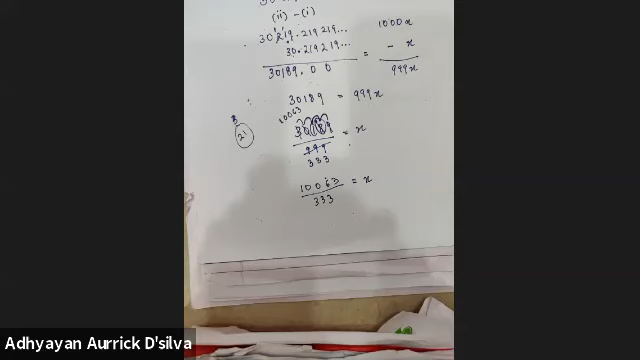 (ii) - (i)
30219.219219... 1000x
30.219219... = - x
30189.00 999x
∴ 30189 = 999x
10063
30189 = x
21
999
333
10063 = x
333
Adhyayan Aurrick D'silva